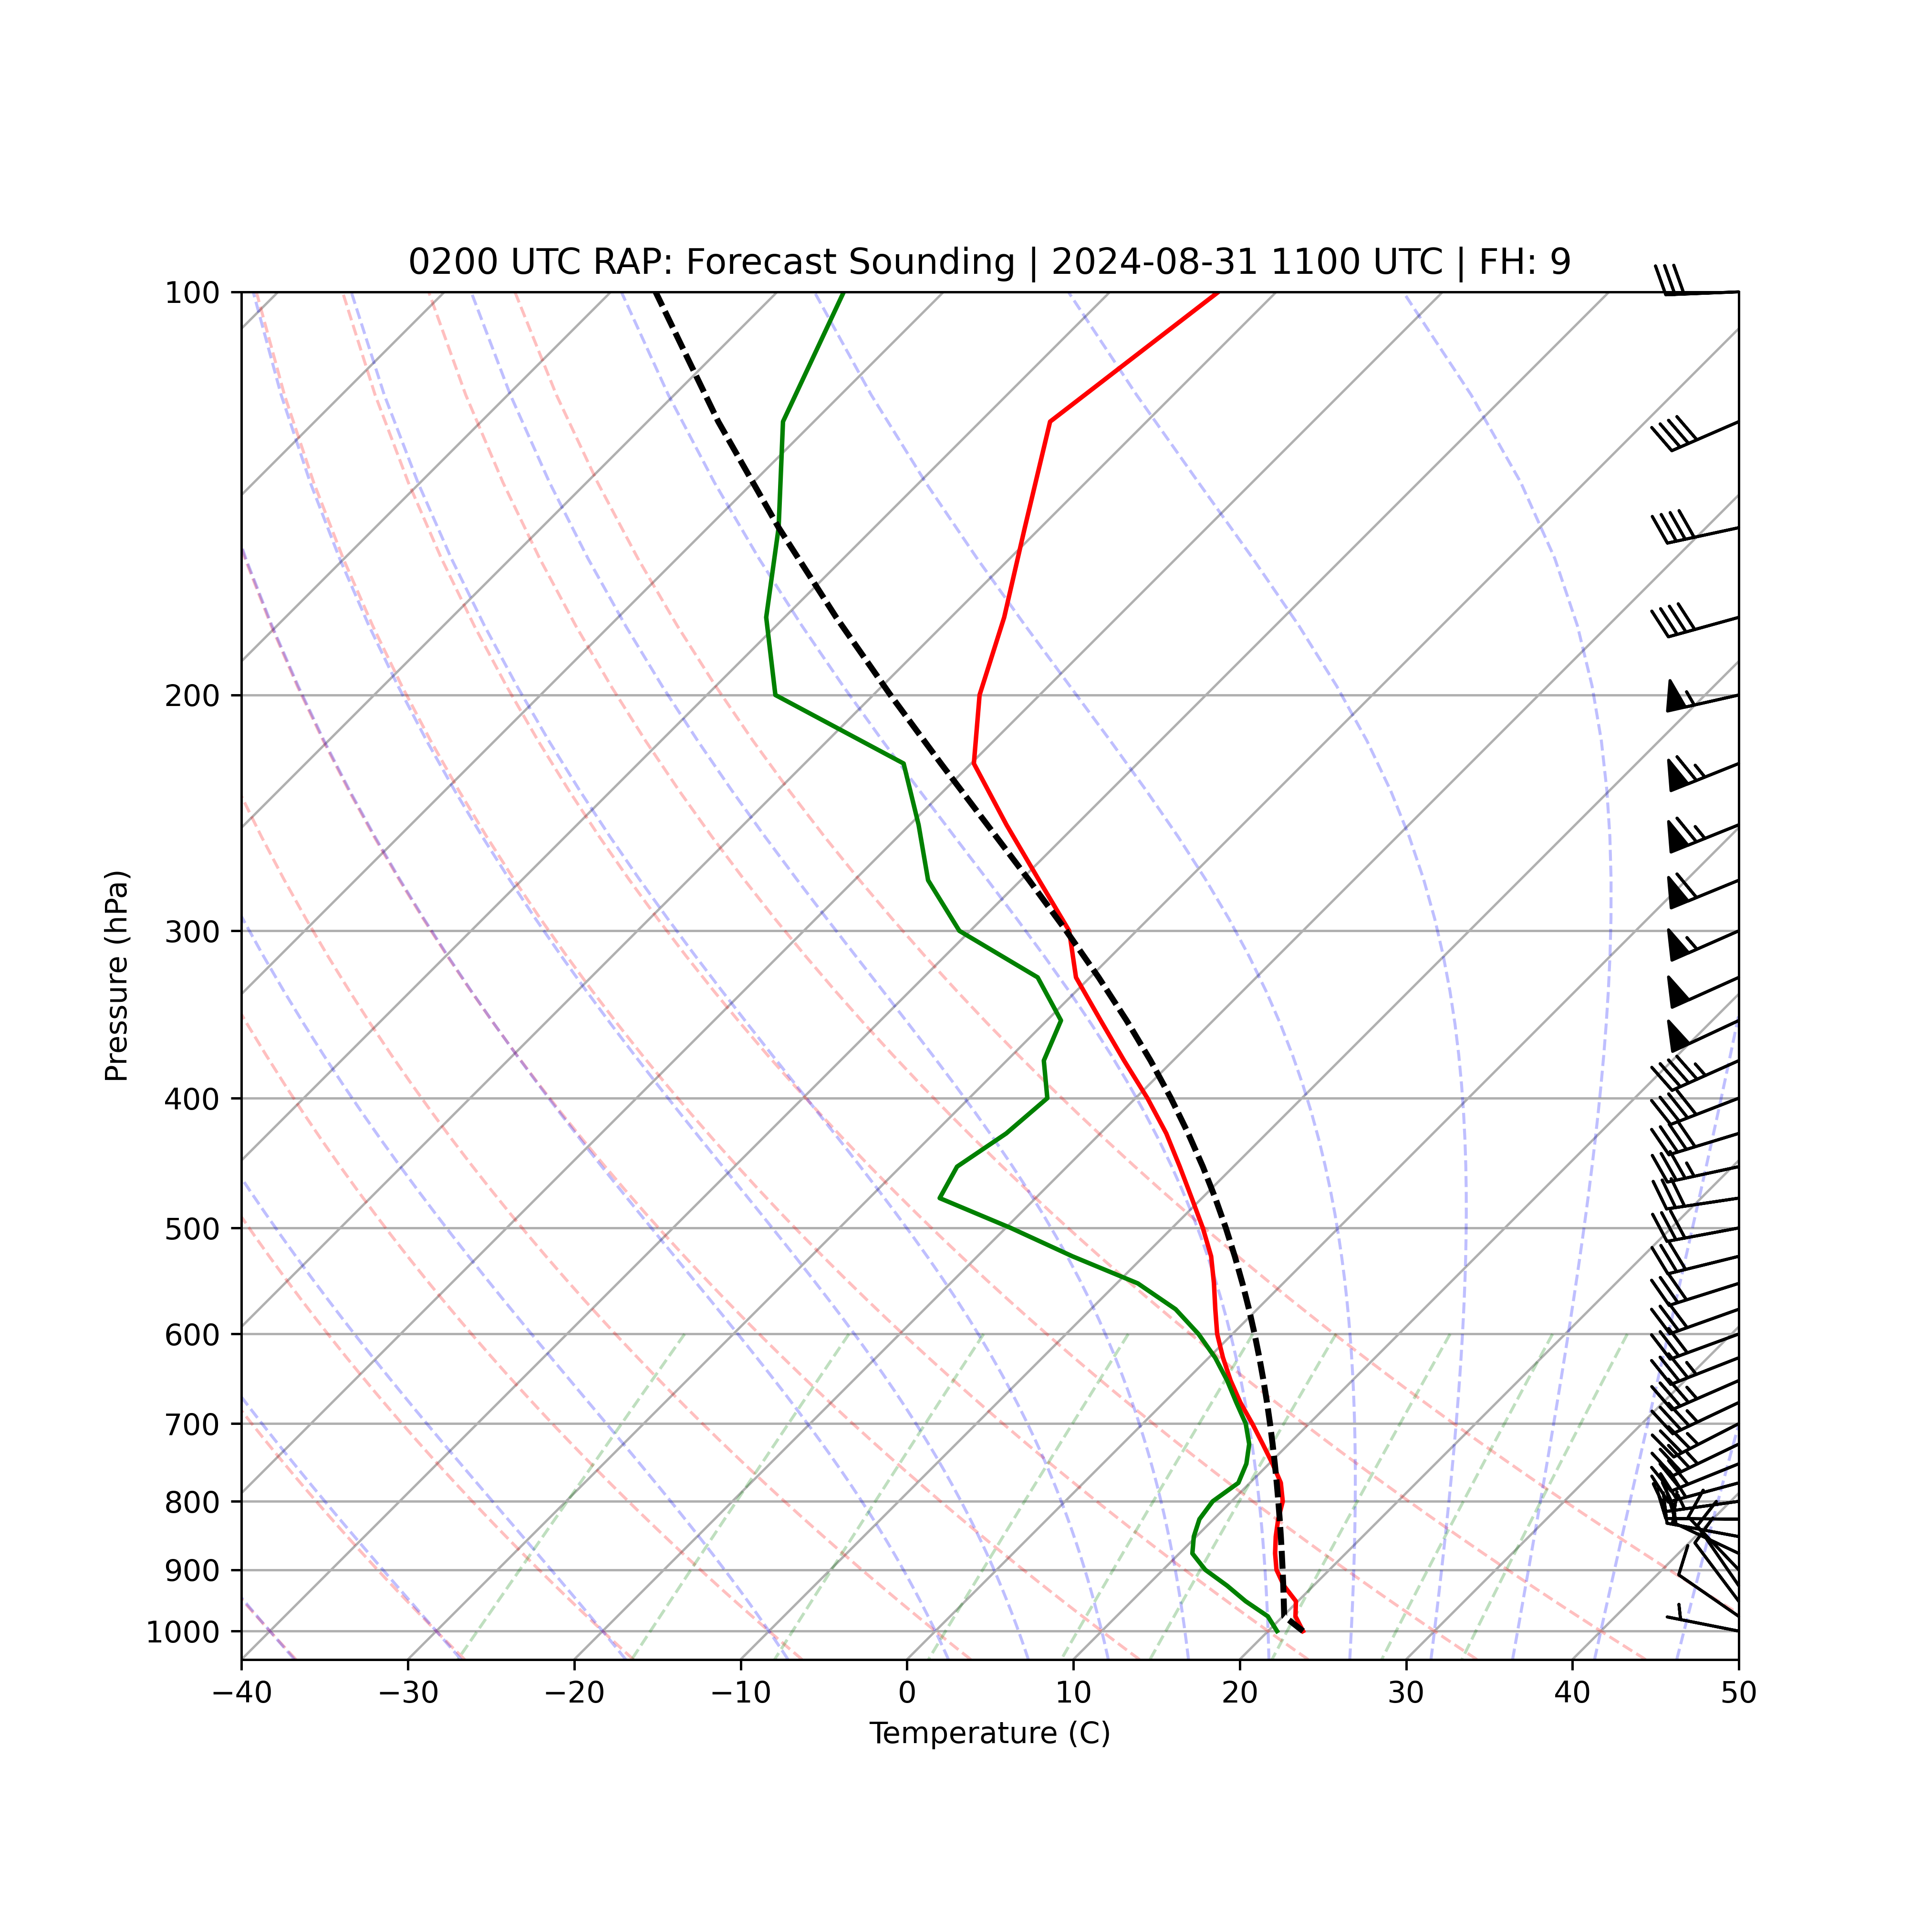 0200 UTC RAP: Forecast Sounding | 2024-08-31 1100 UTC | FH: 9
100
200
300
400
500
600
700
800
900
1000
Pressure (hPa)
−40 −30 −20 −10 0 10 20 30 40 50
Temperature (C)